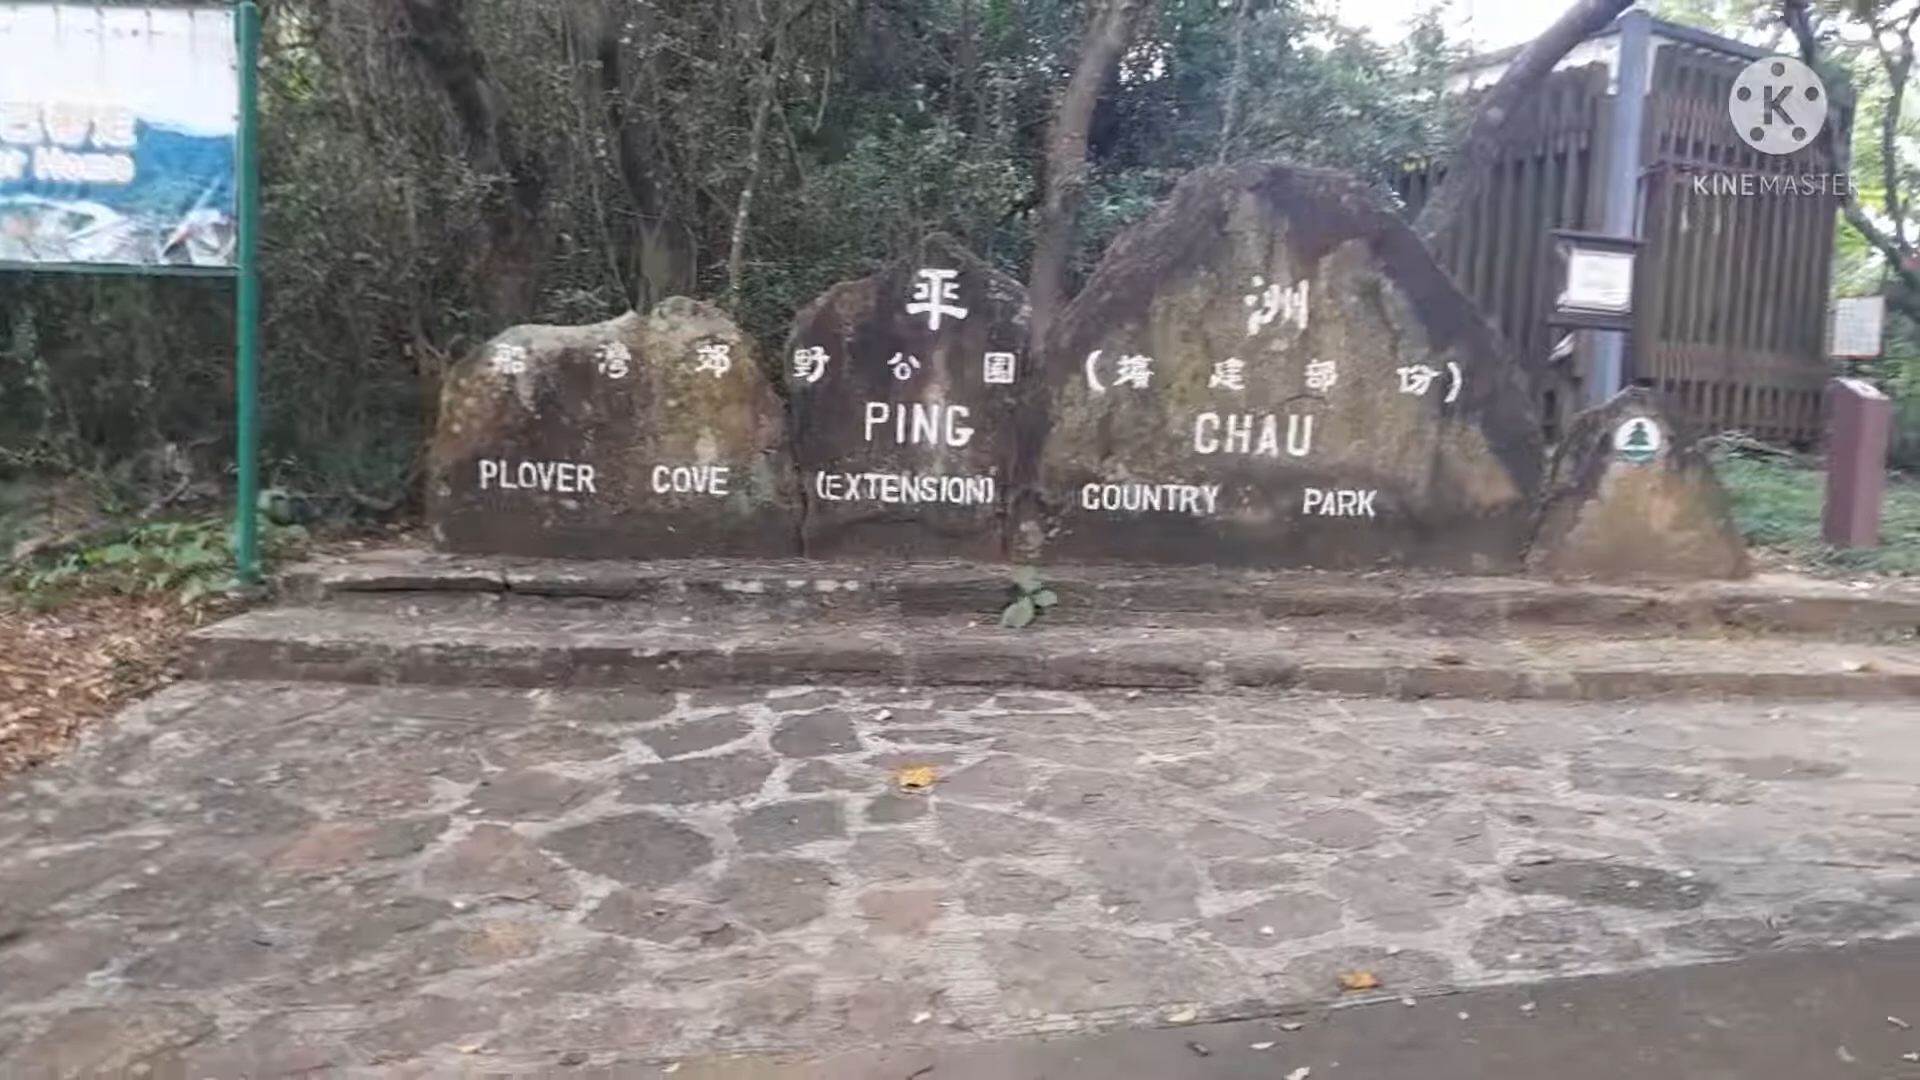 平洲
船灣郊野公園(擴建部份)
PING CHAU
PLOVER COVE (EXTENSION) COUNTRY PARK
Home
K
KINEMASTER